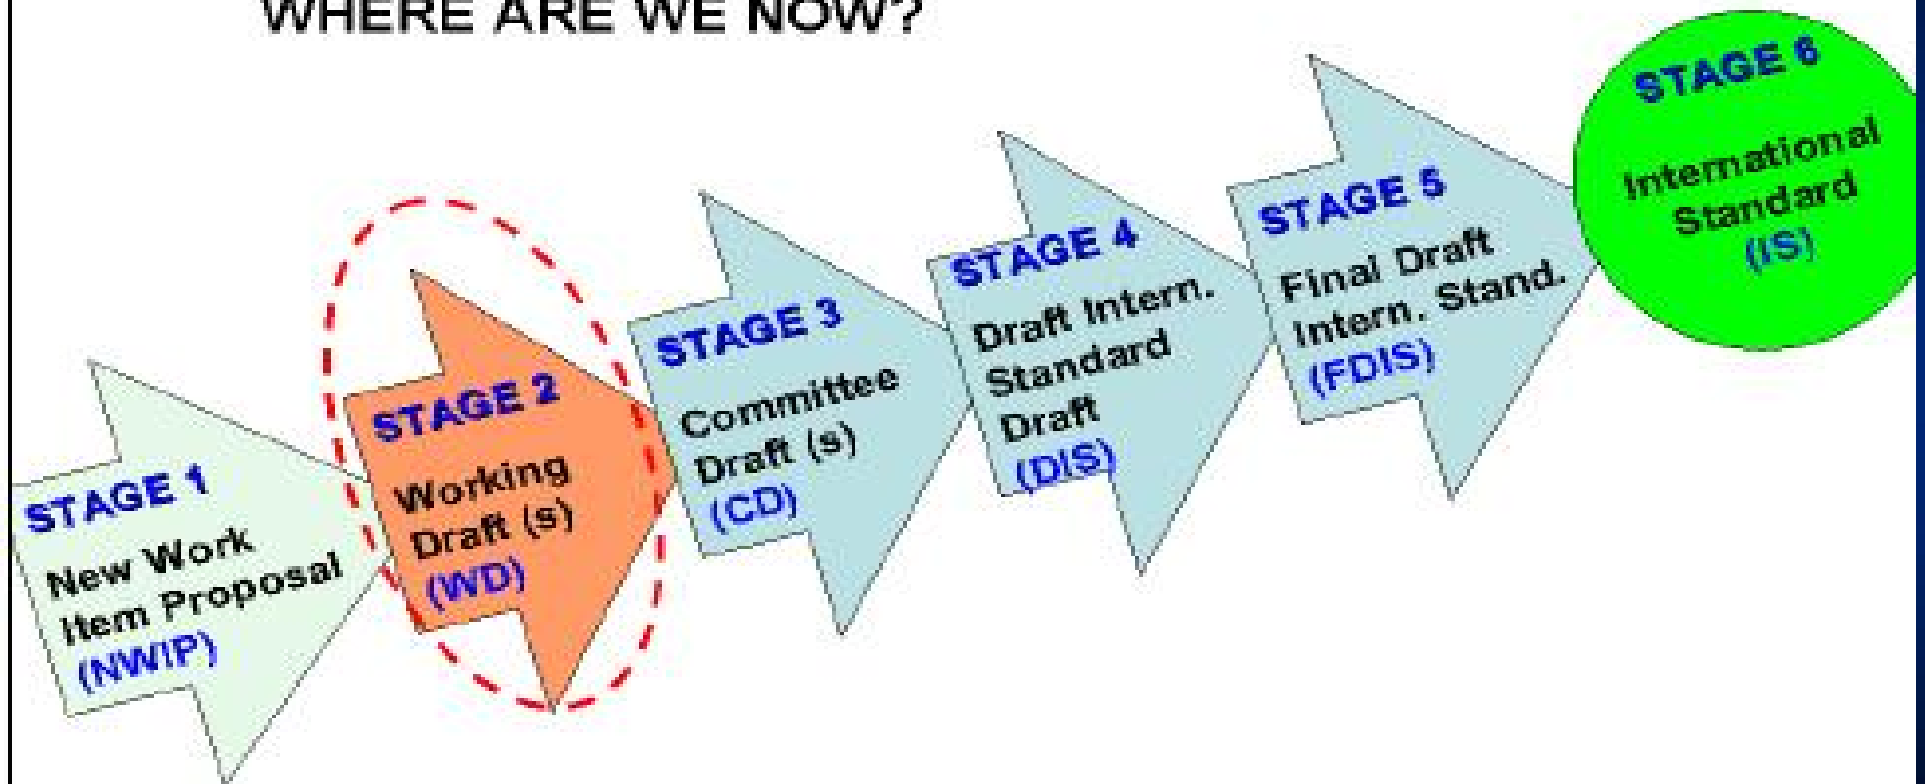 WHERE ARE WE NOW?
STAGE 1
New Work
Item Proposal
(NWIP)
STAGE 2
Working
Draft (s)
(WD)
STAGE 3
Committee
Draft (s)
(CD)
STAGE 4
Draft Intern.
Standard
Draft
(DIS)
STAGE 5
Final Draft
Intern. Stand.
(FDIS)
STAGE 6
International
Standard
(IS)